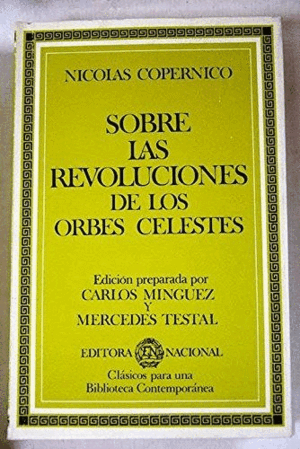 NICOLAS COPERNICO
SOBRE
LAS
REVOLUCIONES
DE LOS
ORBES CELESTES
Edición preparada por
CARLOS MINGUEZ
Y
MERCEDES TESTAL
EDITORA EN NACIONAL
Clásicos para una
Biblioteca Contemporánea